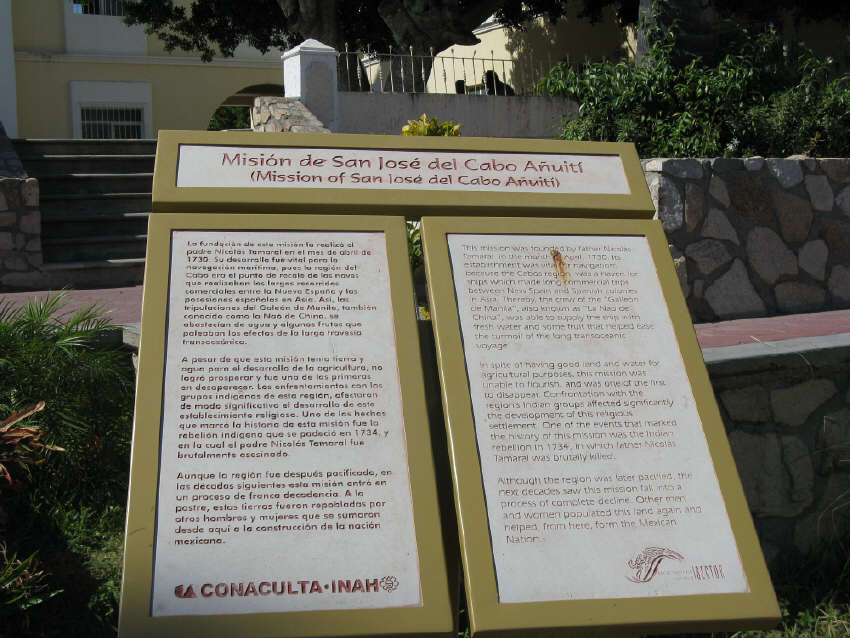 Misión de San José del Cabo Añuití
(Mission of San José del Cabo Añuití)
La fundación de esta misión la realizó el
padre Nicolás Tamaral en el mes de abril de
1730. Su desarrollo fue vital para la
navegación marítima, pues la región del
Cabo era el punto de recale de las naves
que realizaban los largos recorridos
comerciales entre la Nueva España y las
posesiones españolas en Asia. Así, las
tripulaciones del Galeón de Manila, también
conocido como la Nao de China, se
abastecían de agua y algunos frutos que
paleaban los efectos de la larga travesía
transoceánica.
A pesar de que esta misión tenía tierra y
agua para el desarrollo de la agricultura, no
logró prosperar y fue una de las primeras
en desaparecer. Los enfrentamientos con los
grupos indígenas de esta región, afectaron
de modo significativo el desarrollo de este
establecimiento religioso. Uno de los hechos
que marcó la historia de esta misión fue la
rebelión indígena que se padeció en 1734, y
en la cual el padre Nicolás Tamaral fue
brutalmente asesinado.
Aunque la región fue después pacificada, en
las décadas siguientes esta misión entró en
un proceso de franca decadencia. A la
postre, estas tierras fueron repobladas por
otros hombres y mujeres que se sumaron
desde aquí a la construcción de la nación
mexicana.
CONACULTA·INAH
This mission was founded by father Nicolás
Tamaral in the month April, 1730. Its
establishment was vital navigation,
because the Cabos region was a haven for
ships which made long commercial trips
between New Spain and Spanish colonies
in Asia. Thereby, the crew of the "Galleon
de Manila", also known as "La Nao de
China", was able to supply the ships with
fresh water and some fruit that helped ease
the turmoil of the long transoceanic
voyage.
In spite of having good land and water for
agricultural purposes, this mission was
unable to flourish, and was one of the first
to disappear. Confrontation with the
regions Indian groups affected significantly
the development of this religious
settlement. One of the events that marked
the history of this mission was the Indian
rebellion in 1734, in which father Nicolás
Tamaral was brutally killed.
Although the region was later pacified, the
next decades saw this mission fall into a
process of complete decline. Other men
and women populated this land again and
helped, from here, form the Mexican
Nation.